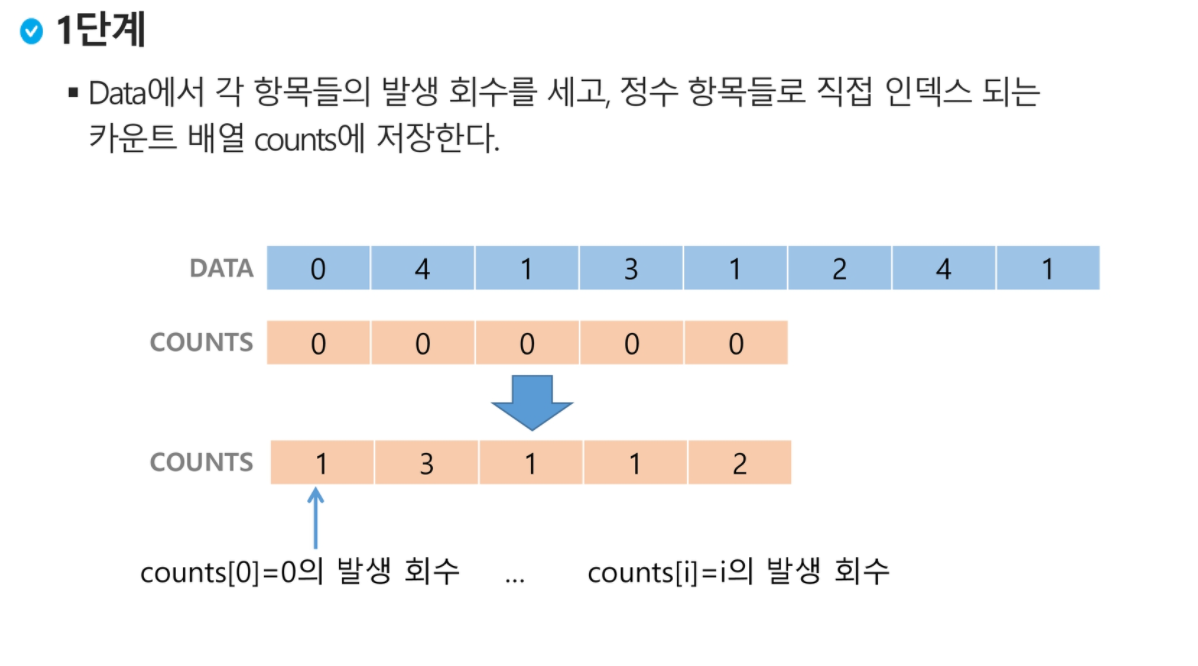 1단계
▪ Data에서 각 항목들의 발생 회수를 세고, 정수 항목들로 직접 인덱스 되는
카운트 배열 counts에 저장한다.
DATA 0 4 1 3 1 2 4 1
COUNTS 0 0 0 0 0
COUNTS 1 3 1 1 2
counts[0]=0의 발생 회수 ... counts[i]=i의 발생 회수